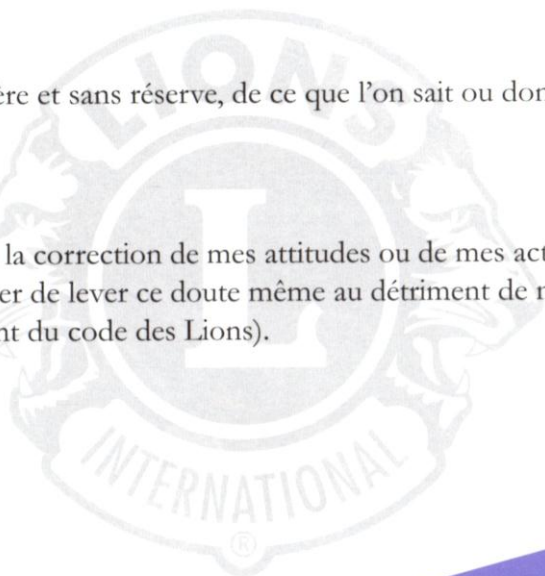 LIONS
ère et sans réserve, de ce que l'on sait ou don
la correction de mes attitudes ou de mes act
er de lever ce doute même au détriment de
nt du code des Lions).
L
INTERNATIONAL
®